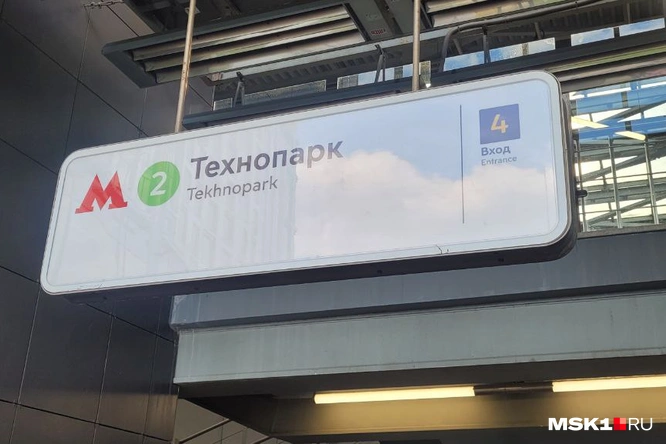 М 2 Технопарк
Tekhnopark
4
Вход
Entrance
MSK1.RU